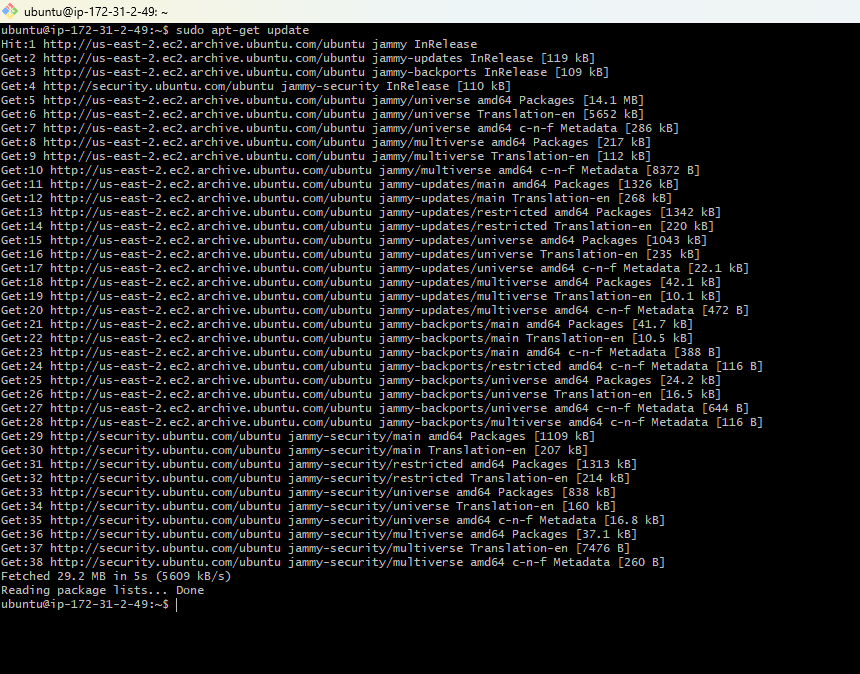 ubuntu@ip-172-31-2-49: ~
ubuntu@ip-172-31-2-49:~$ sudo apt-get update
Hit:1 http://us-east-2.ec2.archive.ubuntu.com/ubuntu jammy InRelease
Get:2 http://us-east-2.ec2.archive.ubuntu.com/ubuntu jammy-updates InRelease [119 kB]
Get:3 http://us-east-2.ec2.archive.ubuntu.com/ubuntu jammy-backports InRelease [109 kB]
Get:4 http://security.ubuntu.com/ubuntu jammy-security InRelease [110 kB]
Get:5 http://us-east-2.ec2.archive.ubuntu.com/ubuntu jammy/universe amd64 Packages [14.1 MB]
Get:6 http://us-east-2.ec2.archive.ubuntu.com/ubuntu jammy/universe Translation-en [5652 kB]
Get:7 http://us-east-2.ec2.archive.ubuntu.com/ubuntu jammy/universe amd64 c-n-f Metadata [286 kB]
Get:8 http://us-east-2.ec2.archive.ubuntu.com/ubuntu jammy/multiverse amd64 Packages [217 kB]
Get:9 http://us-east-2.ec2.archive.ubuntu.com/ubuntu jammy/multiverse Translation-en [112 kB]
Get:10 http://us-east-2.ec2.archive.ubuntu.com/ubuntu jammy/multiverse amd64 c-n-f Metadata [8372 B]
Get:11 http://us-east-2.ec2.archive.ubuntu.com/ubuntu jammy-updates/main amd64 Packages [1326 kB]
Get:12 http://us-east-2.ec2.archive.ubuntu.com/ubuntu jammy-updates/main Translation-en [268 kB]
Get:13 http://us-east-2.ec2.archive.ubuntu.com/ubuntu jammy-updates/restricted amd64 Packages [1342 kB]
Get:14 http://us-east-2.ec2.archive.ubuntu.com/ubuntu jammy-updates/restricted Translation-en [220 kB]
Get:15 http://us-east-2.ec2.archive.ubuntu.com/ubuntu jammy-updates/universe amd64 Packages [1043 kB]
Get:16 http://us-east-2.ec2.archive.ubuntu.com/ubuntu jammy-updates/universe Translation-en [235 kB]
Get:17 http://us-east-2.ec2.archive.ubuntu.com/ubuntu jammy-updates/universe amd64 c-n-f Metadata [22.1 kB]
Get:18 http://us-east-2.ec2.archive.ubuntu.com/ubuntu jammy-updates/multiverse amd64 Packages [42.1 kB]
Get:19 http://us-east-2.ec2.archive.ubuntu.com/ubuntu jammy-updates/multiverse Translation-en [10.1 kB]
Get:20 http://us-east-2.ec2.archive.ubuntu.com/ubuntu jammy-updates/multiverse amd64 c-n-f Metadata [472 B]
Get:21 http://us-east-2.ec2.archive.ubuntu.com/ubuntu jammy-backports/main amd64 Packages [41.7 kB]
Get:22 http://us-east-2.ec2.archive.ubuntu.com/ubuntu jammy-backports/main Translation-en [10.5 kB]
Get:23 http://us-east-2.ec2.archive.ubuntu.com/ubuntu jammy-backports/main amd64 c-n-f Metadata [388 B]
Get:24 http://us-east-2.ec2.archive.ubuntu.com/ubuntu jammy-backports/restricted amd64 c-n-f Metadata [116 B]
Get:25 http://us-east-2.ec2.archive.ubuntu.com/ubuntu jammy-backports/universe amd64 Packages [24.2 kB]
Get:26 http://us-east-2.ec2.archive.ubuntu.com/ubuntu jammy-backports/universe Translation-en [16.5 kB]
Get:27 http://us-east-2.ec2.archive.ubuntu.com/ubuntu jammy-backports/universe amd64 c-n-f Metadata [644 B]
Get:28 http://us-east-2.ec2.archive.ubuntu.com/ubuntu jammy-backports/multiverse amd64 c-n-f Metadata [116 B]
Get:29 http://security.ubuntu.com/ubuntu jammy-security/main amd64 Packages [1109 kB]
Get:30 http://security.ubuntu.com/ubuntu jammy-security/main Translation-en [207 kB]
Get:31 http://security.ubuntu.com/ubuntu jammy-security/restricted amd64 Packages [1313 kB]
Get:32 http://security.ubuntu.com/ubuntu jammy-security/restricted Translation-en [214 kB]
Get:33 http://security.ubuntu.com/ubuntu jammy-security/universe amd64 Packages [838 kB]
Get:34 http://security.ubuntu.com/ubuntu jammy-security/universe Translation-en [160 kB]
Get:35 http://security.ubuntu.com/ubuntu jammy-security/universe amd64 c-n-f Metadata [16.8 kB]
Get:36 http://security.ubuntu.com/ubuntu jammy-security/multiverse amd64 Packages [37.1 kB]
Get:37 http://security.ubuntu.com/ubuntu jammy-security/multiverse Translation-en [7476 B]
Get:38 http://security.ubuntu.com/ubuntu jammy-security/multiverse amd64 c-n-f Metadata [260 B]
Fetched 29.2 MB in 5s (5609 kB/s)
Reading package lists... Done
ubuntu@ip-172-31-2-49:~$